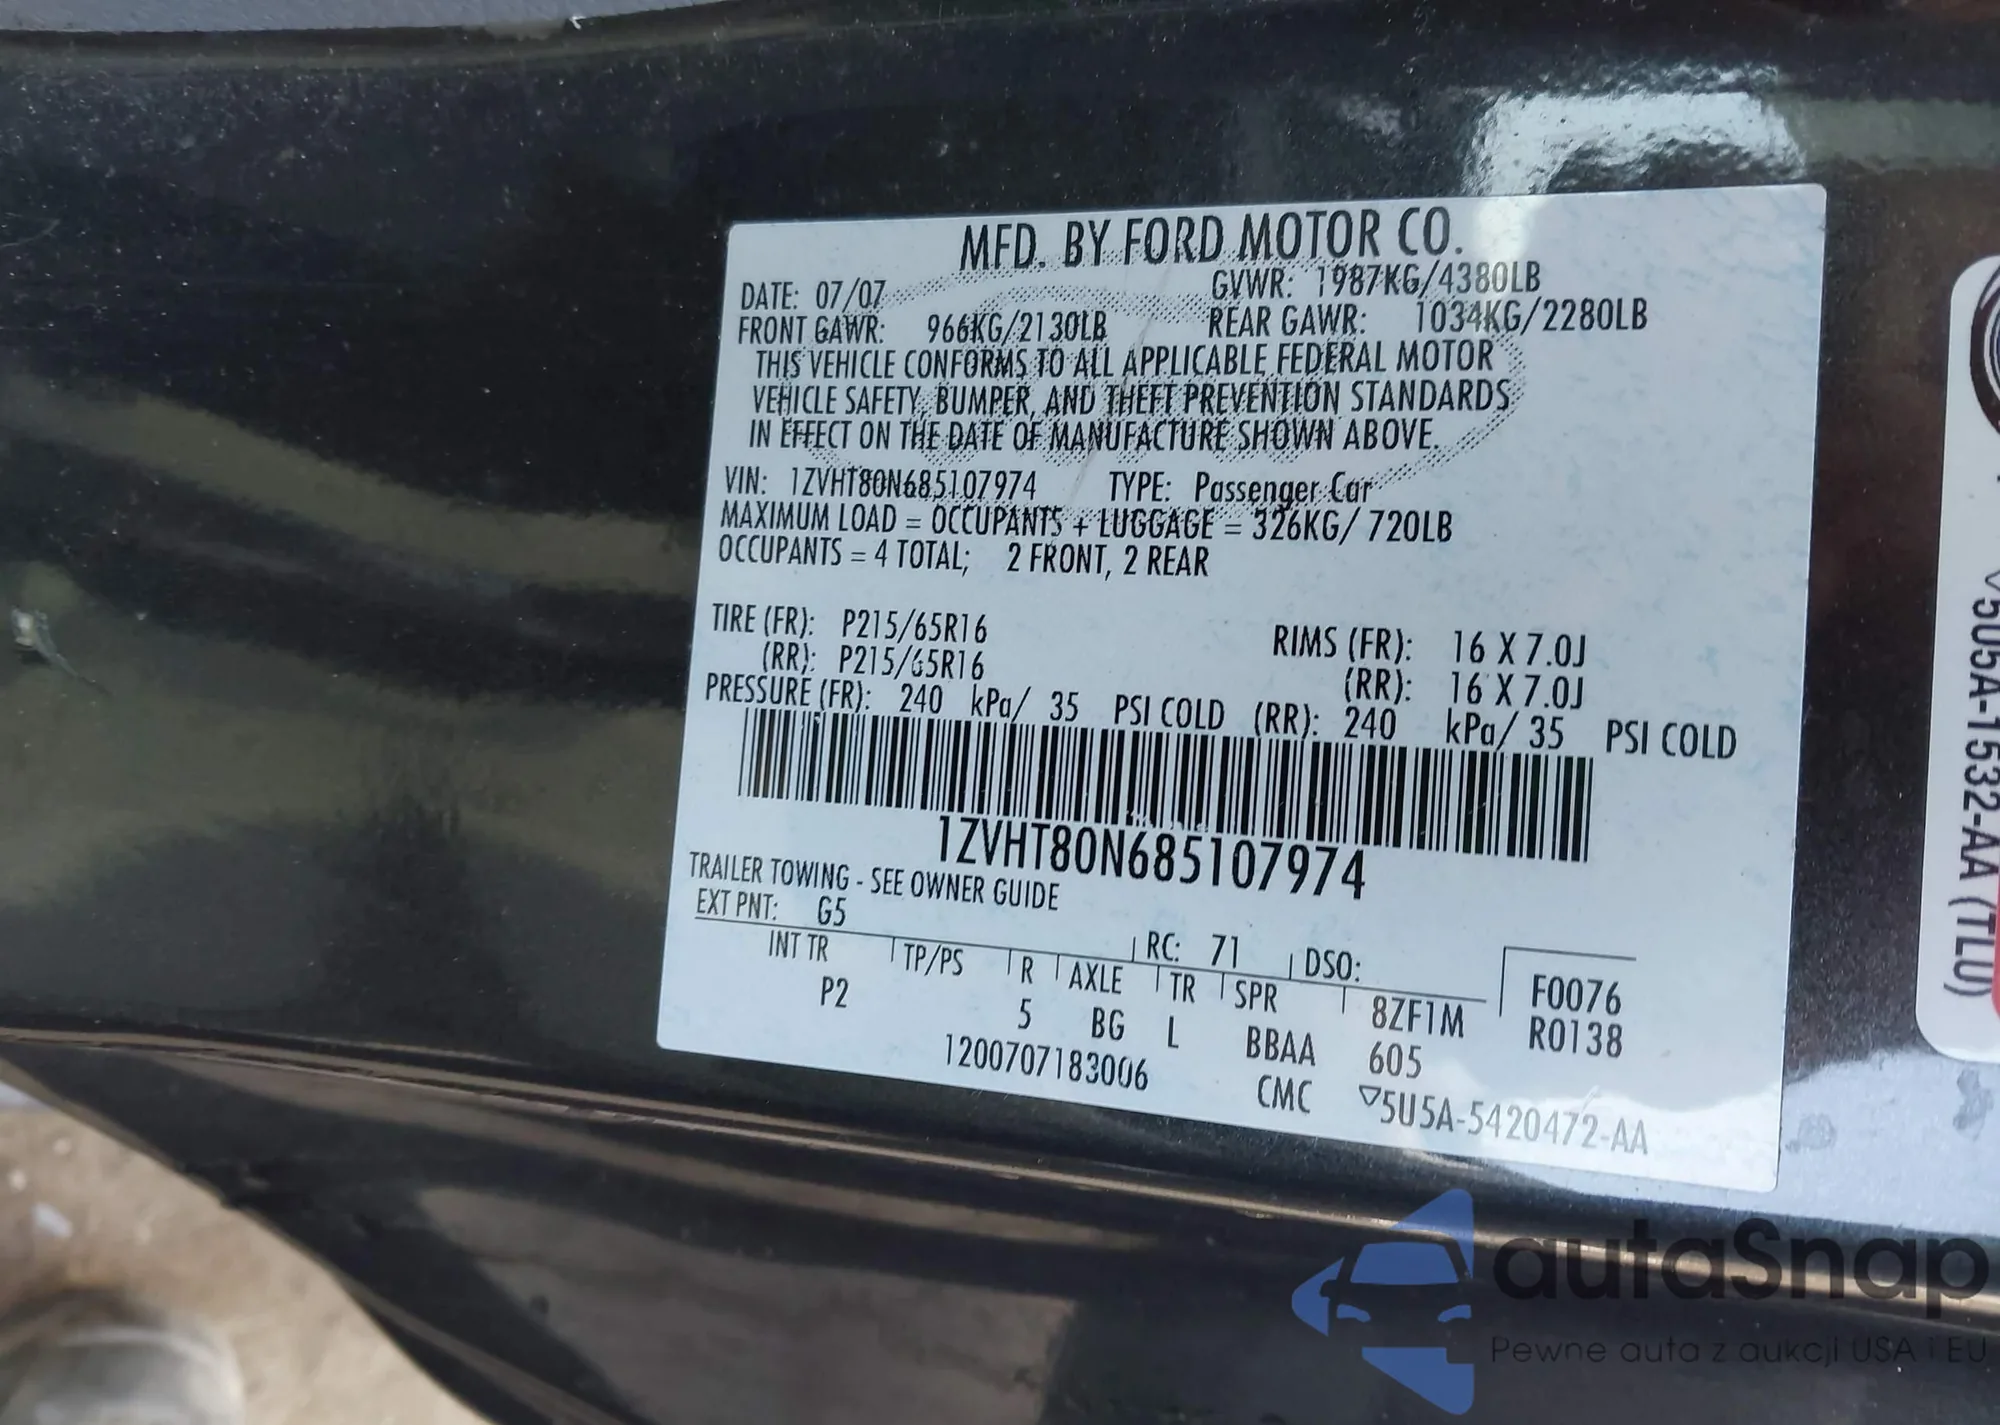 MFD. BY FORD MOTOR CO.
DATE: 07/07 GVWR: 1987KG/4380LB
FRONT GAWR: 966KG/2130LB REAR GAWR: 1034KG/2280LB
THIS VEHICLE CONFORMS TO ALL APPLICABLE FEDERAL MOTOR
VEHICLE SAFETY, BUMPER, AND THEFT PREVENTION STANDARDS
IN EFFECT ON THE DATE OF MANUFACTURE SHOWN ABOVE.
VIN: 1ZVHT80N685107974 TYPE: Passenger Car
MAXIMUM LOAD = OCCUPANTS + LUGGAGE = 326KG/ 720LB
OCCUPANTS = 4 TOTAL; 2 FRONT, 2 REAR
TIRE (FR): P215/65R16 RIMS (FR): 16 X 7.0J
(RR): P215/65R16 (RR): 16 X 7.0J
PRESSURE (FR): 240 kPa/ 35 PSI COLD (RR): 240 kPa/ 35 PSI COLD
1ZVHT80N685107974
TRAILER TOWING - SEE OWNER GUIDE
EXT PNT: G5 RC: 71 DSO: F0076
INT TR TP/PS R AXLE TR SPR 8ZF1M R0138
P2 5 BG L BBAA 605
1200707183006 CMC 5U5A-5420472-AA
<5U5A-1532-AA (TLU)
autaSnap
Pewne auta z aukcji USA i EU